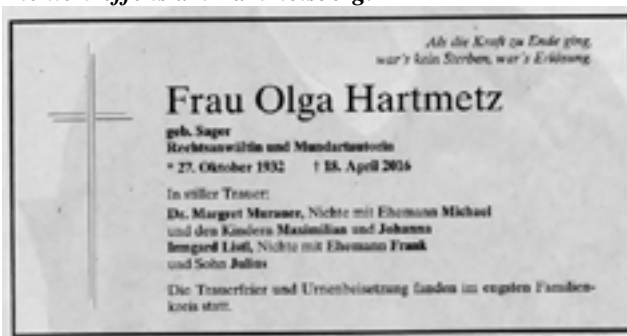 Als die Kraft zu Ende ging,
war's kein Sterben, war's Erlösung.
Frau Olga Hartmetz
geb. Sager
Rechtsanwältin und Mundartautorin
* 27. Oktober 1932 † 18. April 2016
In stiller Trauer:
Dr. Margret Muraner, Nichte mit Ehemann Michael
und den Kindern Maximilian und Johanna
Irmgard Listl, Nichte mit Ehemann Frank
und Sohn Julius
Die Trauerfeier und Urnenbeisetzung fanden im engsten Familien-
kreis statt.